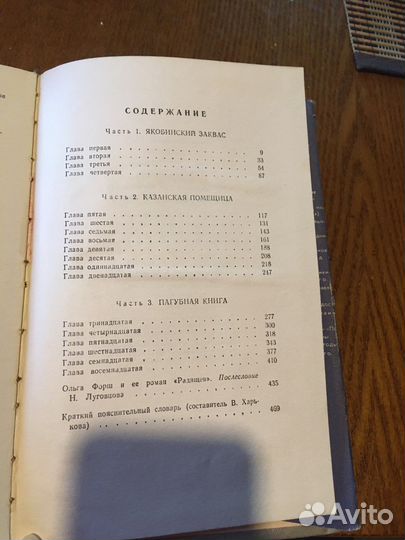 СОДЕРЖАНИЕ
Часть 1. ЯКОБИНСКИЙ ЗАКВАС
Глава первая 9
Глава вторая 33
Глава третья 54
Глава четвертая 87
Часть 2. КАЗАНСКАЯ ПОМЕЩИЦА
Глава пятая 117
Глава шестая 131
Глава седьмая 143
Глава восьмая 161
Глава девятая 188
Глава десятая 208
Глава одиннадцатая 218
Глава двенадцатая 247
Часть 3. ПАГУБНАЯ КНИГА
Глава тринадцатая 277
Глава четырнадцатая 300
Глава пятнадцатая 318
Глава шестнадцатая 343
Глава семнадцатая 377
Глава восемнадцатая 410
Ольга Форш и ее роман «Радищев». Послесловие
Н. Луговцова 435
Краткий пояснительный словарь (составитель В. Харь-
кова) 469
Avito